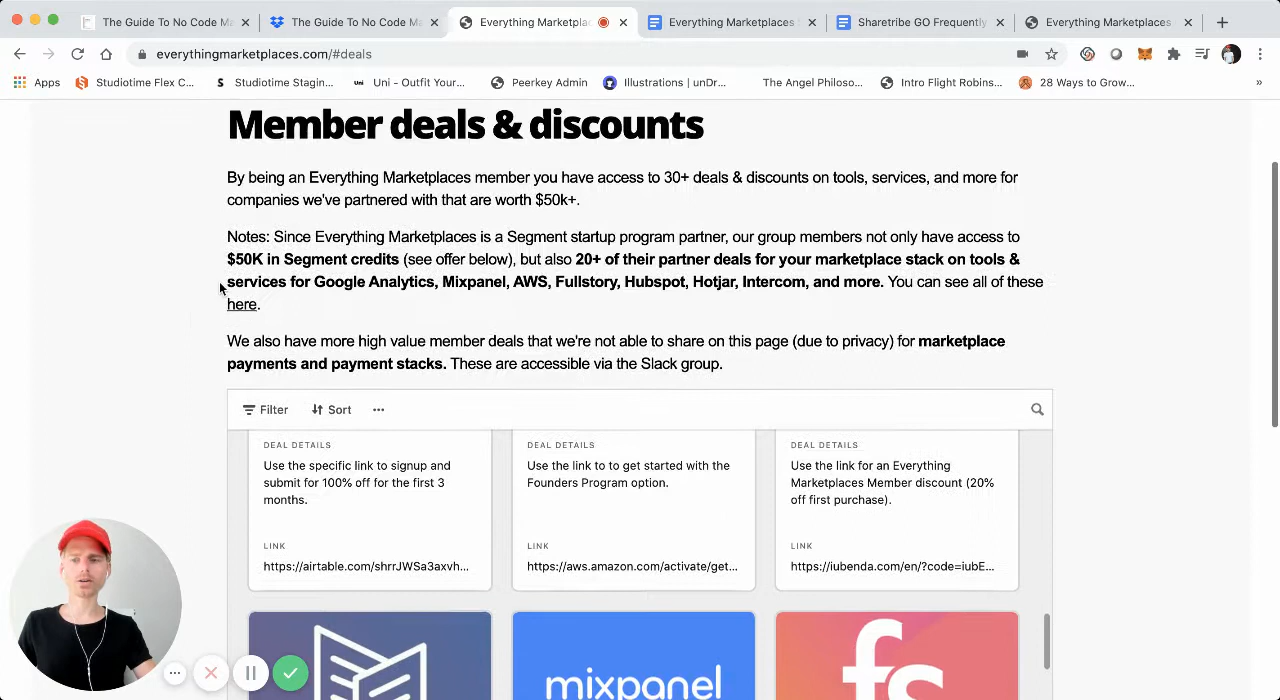 The Guide To No Code Ma
The Guide To No Code Ma
Everything Marketplac
Everything Marketplaces
Sharetribe GO Frequently
Everything Marketplaces
everythingmarketplaces.com/#deals
Apps
Studiotime Flex C...
Studiotime Stagin...
Uni - Outfit Your...
Peerkey Admin
Illustrations | unDr...
The Angel Philoso...
Intro Flight Robins...
28 Ways to Grow...
»
Member deals & discounts
By being an Everything Marketplaces member you have access to 30+ deals & discounts on tools, services, and more for
companies we've partnered with that are worth $50k+.
Notes: Since Everything Marketplaces is a Segment startup program partner, our group members not only have access to
$50K in Segment credits (see offer below), but also 20+ of their partner deals for your marketplace stack on tools &
services for Google Analytics, Mixpanel, AWS, Fullstory, Hubspot, Hotjar, Intercom, and more. You can see all of these
here.
We also have more high value member deals that we're not able to share on this page (due to privacy) for marketplace
payments and payment stacks. These are accessible via the Slack group.
Filter
Sort
DEAL DETAILS
Use the specific link to signup and
submit for 100% off for the first 3
months.
LINK
https://airtable.com/shrrJWSa3axvh...
DEAL DETAILS
Use the link to to get started with the
Founders Program option.
LINK
https://aws.amazon.com/activate/get...
DEAL DETAILS
Use the link for an Everything
Marketplaces Member discount (20%
off first purchase).
LINK
https://iubenda.com/en/?code=iubE...
mixpanel
fs